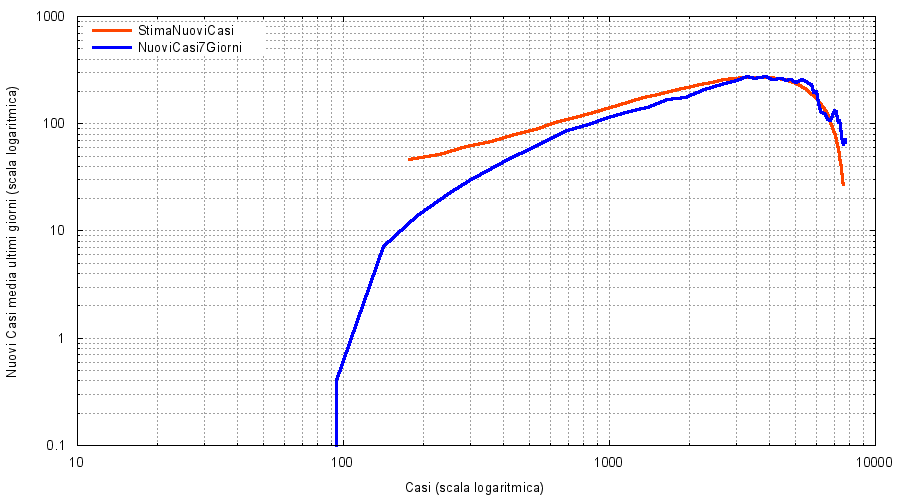 1000
StimaNuoviCasi
NuoviCasi7Giorni
100
10
1
0.1
Nuovi Casi media ultimi giorni (scala logaritmica)
10 100 1000 10000
Casi (scala logaritmica)